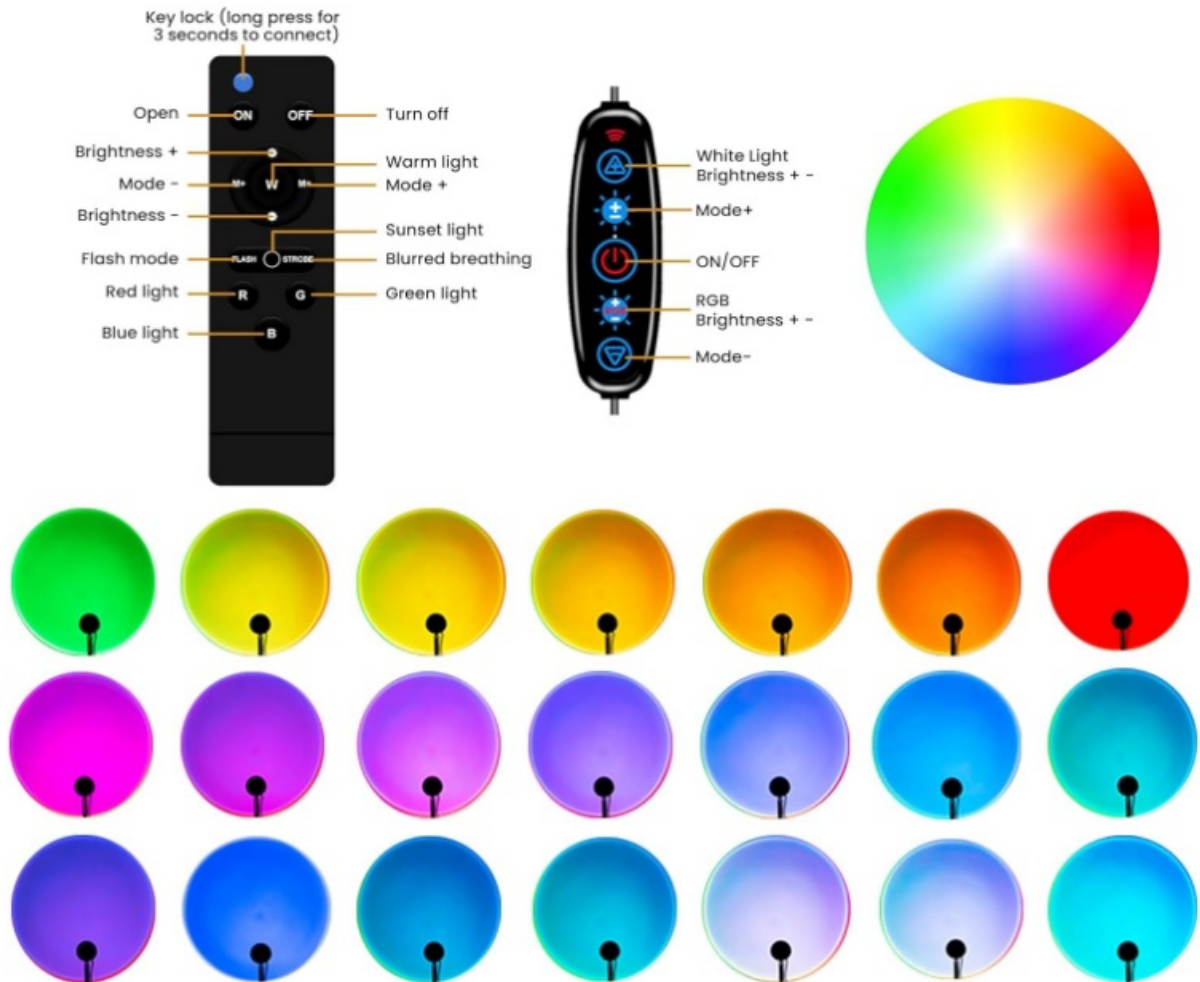 Key lock (long press for
3 seconds to connect)
Open
ON
OFF
Turn off
Brightness +
Warm light
Mode -
M+
W
M+
Mode +
Brightness -
Sunset light
Flash mode
FLASH
STROBE
Blurred breathing
Red light
R
G
Green light
Blue light
B
White Light
Brightness + -
Mode+
ON/OFF
RGB
Brightness + -
Mode-